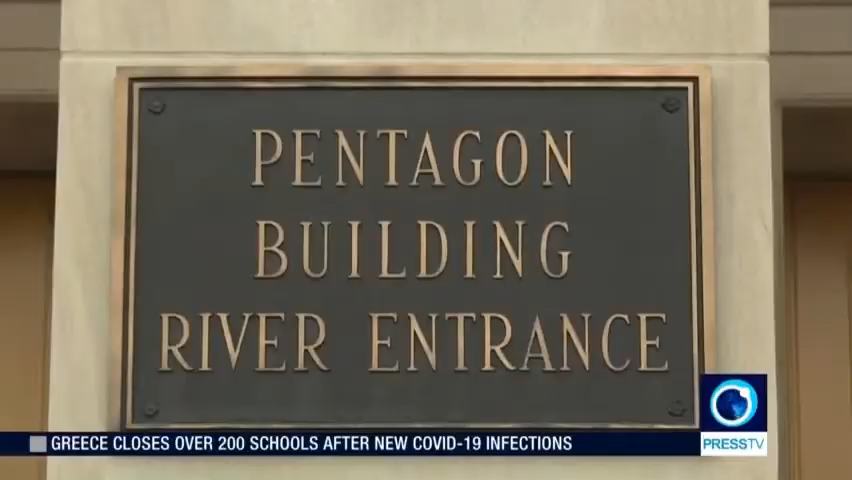 PENTAGON
BUILDING
RIVER ENTRANCE
GREECE CLOSES OVER 200 SCHOOLS AFTER NEW COVID-19 INFECTIONS
PRESSTV